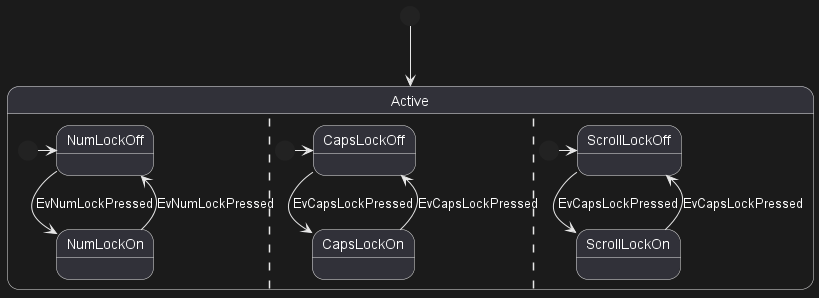 Active
NumLockOff
CapsLockOff
ScrollLockOff
EvNumLockPressed
EvNumLockPressed
EvCapsLockPressed
EvCapsLockPressed
EvCapsLockPressed
EvCapsLockPressed
NumLockOn
CapsLockOn
ScrollLockOn